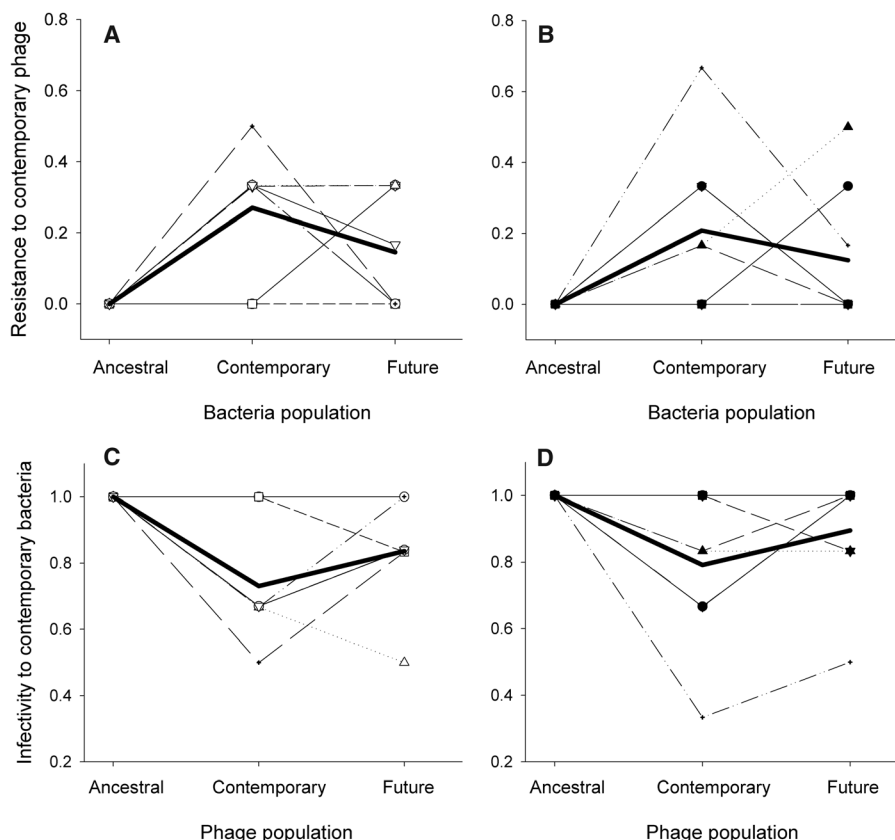 A
B
Resistance to contemporary phage
0.8
0.6
0.4
0.2
0.0
Ancestral Contemporary Future
Bacteria population
0.8
0.6
0.4
0.2
0.0
Ancestral Contemporary Future
Bacteria population
C
D
Infectivity to contemporary bacteria
1.0
0.8
0.6
0.4
0.2
Ancestral Contemporary Future
Phage population
1.0
0.8
0.6
0.4
0.2
Ancestral Contemporary Future
Phage population